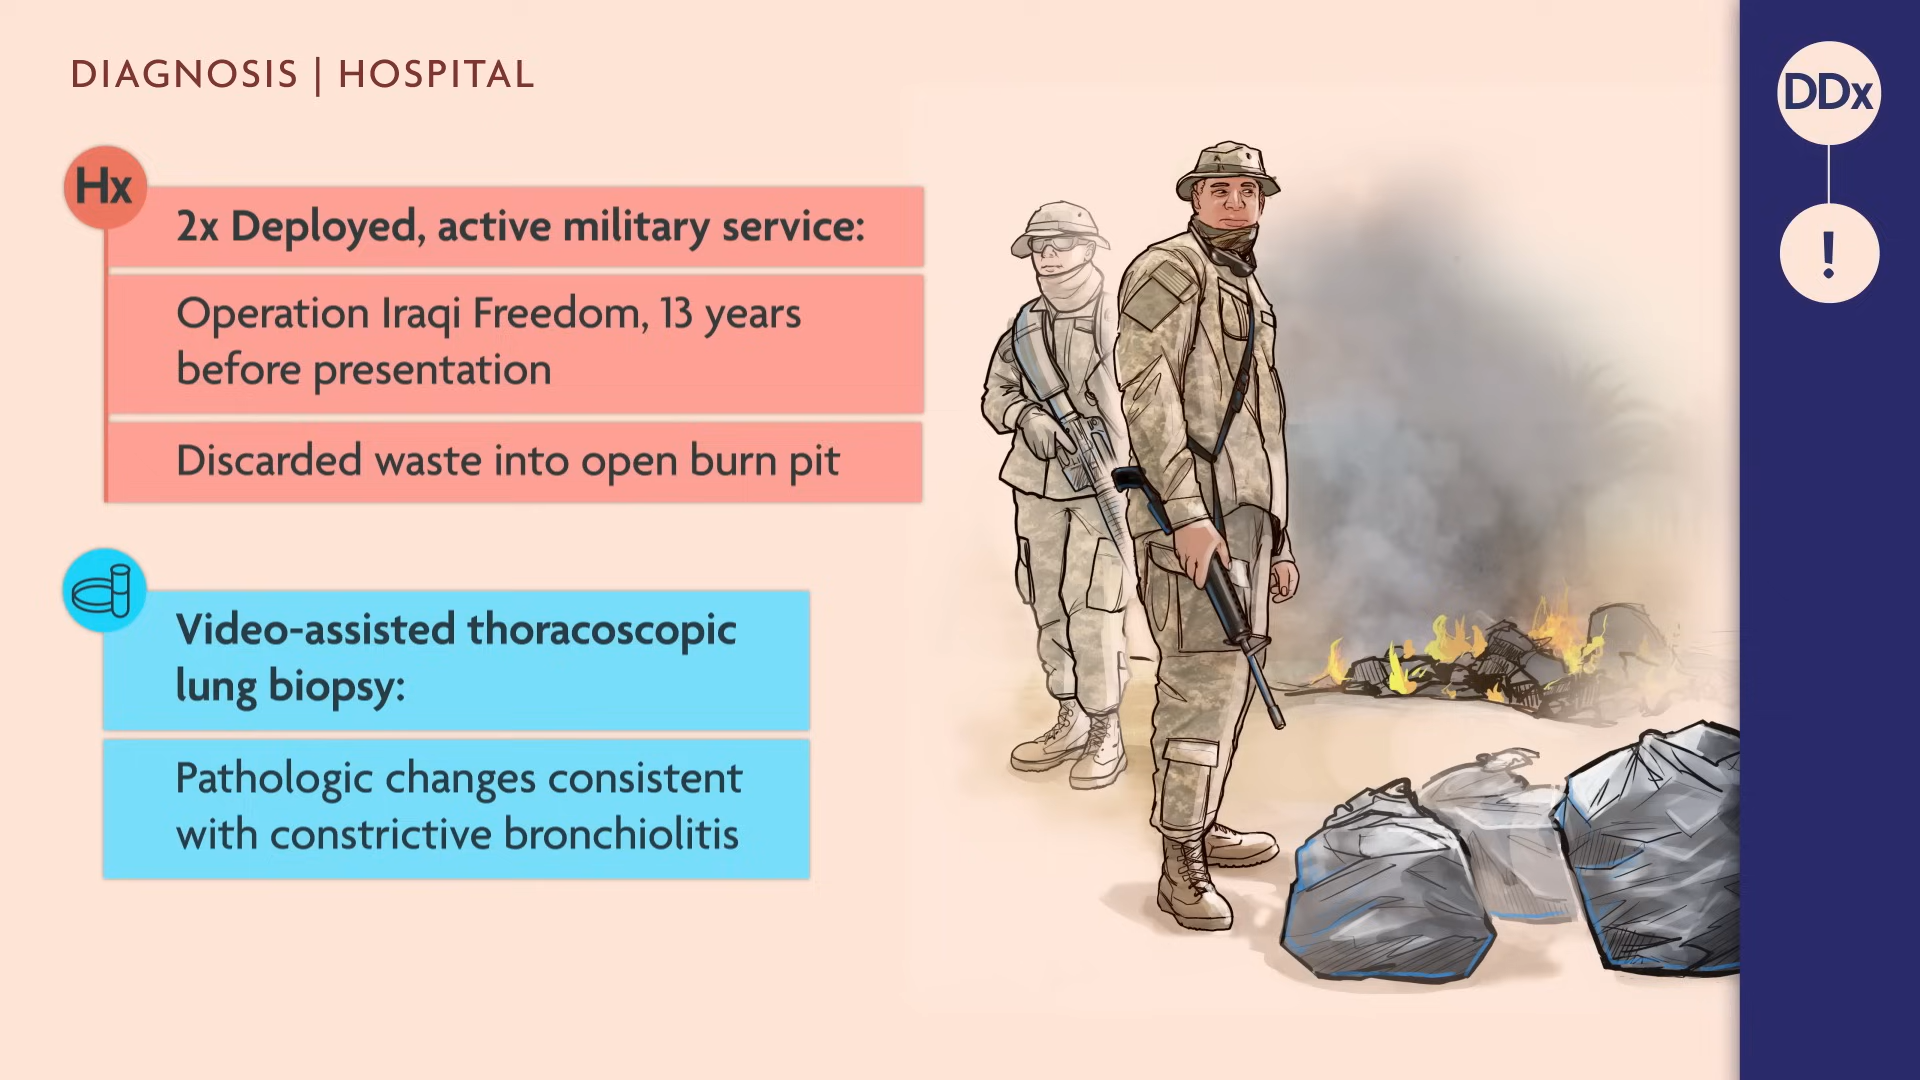 DIAGNOSIS | HOSPITAL
Hx
2x Deployed, active military service:
Operation Iraqi Freedom, 13 years
before presentation
Discarded waste into open burn pit
Video-assisted thoracoscopic
lung biopsy:
Pathologic changes consistent
with constrictive bronchiolitis
DDx
!